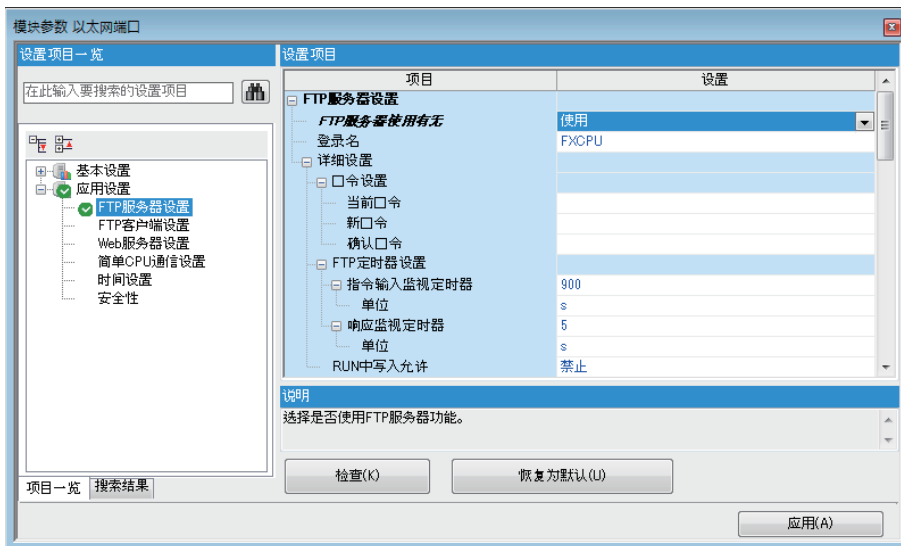 模块参数 以太网端口
设置项目一览
在此输入要搜索的设置项目
基本设置
应用设置
FTP服务器设置
FTP客户端设置
Web服务器设置
简单CPU通信设置
时间设置
安全性
项目一览 搜索结果
设置项目
项目 设置
FTP服务器设置
FTP服务器使用有无 使用
登录名 FXCPU
详细设置
口令设置
当前口令
新口令
确认口令
FTP定时器设置
指令输入监视定时器 900
单位 s
响应监视定时器 5
单位 s
RUN中写入允许 禁止
说明
选择是否使用FTP服务器功能。
检查(K) 恢复为默认(U)
应用(A)